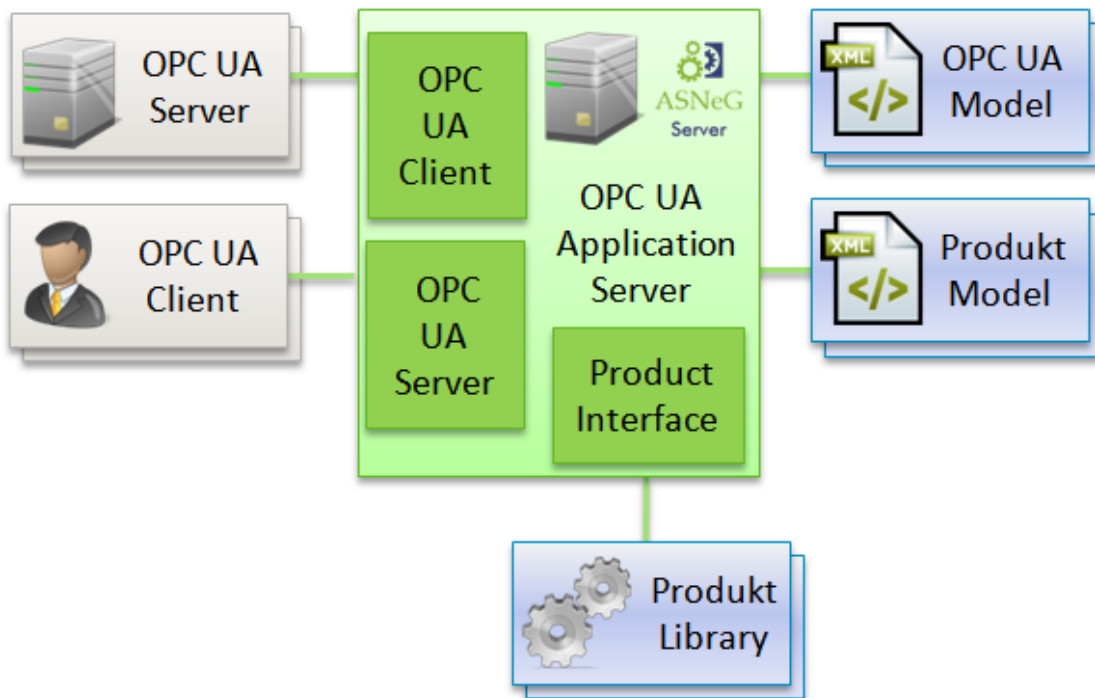 OPC UA
Server
OPC UA
Client
OPC
UA
Client
OPC
UA
Server
ASNeG
Server
OPC UA
Application
Server
Product
Interface
XML
</>
OPC UA
Model
XML
</>
Produkt
Model
Produkt
Library